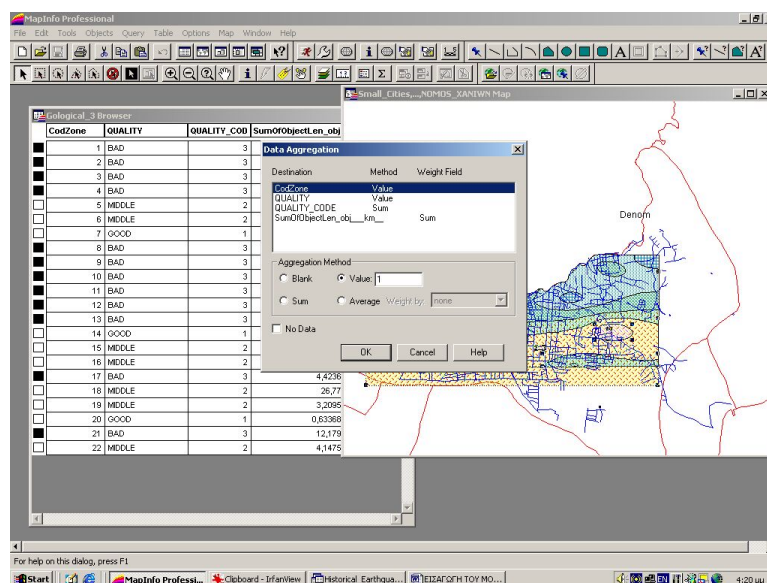 MapInfo Professional
File Edit Tools Objects Query Table Options Map Window Help
Small_Cities,...,NOMOS_XANIWN Map
Gological_3 Browser
CodZone QUALITY QUALITY_COD SumOfObjectLen_obj
1 BAD 3
2 BAD 3
3 BAD 3
4 BAD 3
5 MIDDLE 2
6 MIDDLE 2
7 GOOD 1
8 BAD 3
9 BAD 3
10 BAD 3
11 BAD 3
12 BAD 3
13 BAD 3
14 GOOD 1
15 MIDDLE 2
16 MIDDLE 2
17 BAD 3 4,4236
18 MIDDLE 2 26,77
19 MIDDLE 2 3,2095
20 GOOD 1 0,63368
21 BAD 3 12,179
22 MIDDLE 2 4,1475
Data Aggregation
Destination Method Weight Field
CodZone Value
QUALITY Value
QUALITY_CODE Sum
SumOfObjectLen_obj___km__ Sum
Aggregation Method
Blank Value: 1
Sum Average Weight by: none
No Data
OK Cancel Help
Denom
For help on this dialog, press F1
Start MapInfo Professi... Clipboard - IrfanView Historical Earthqua... ΕΙΣΑΓΩΓΗ ΤΟΥ ΜΟ... EN 4:20 μμ